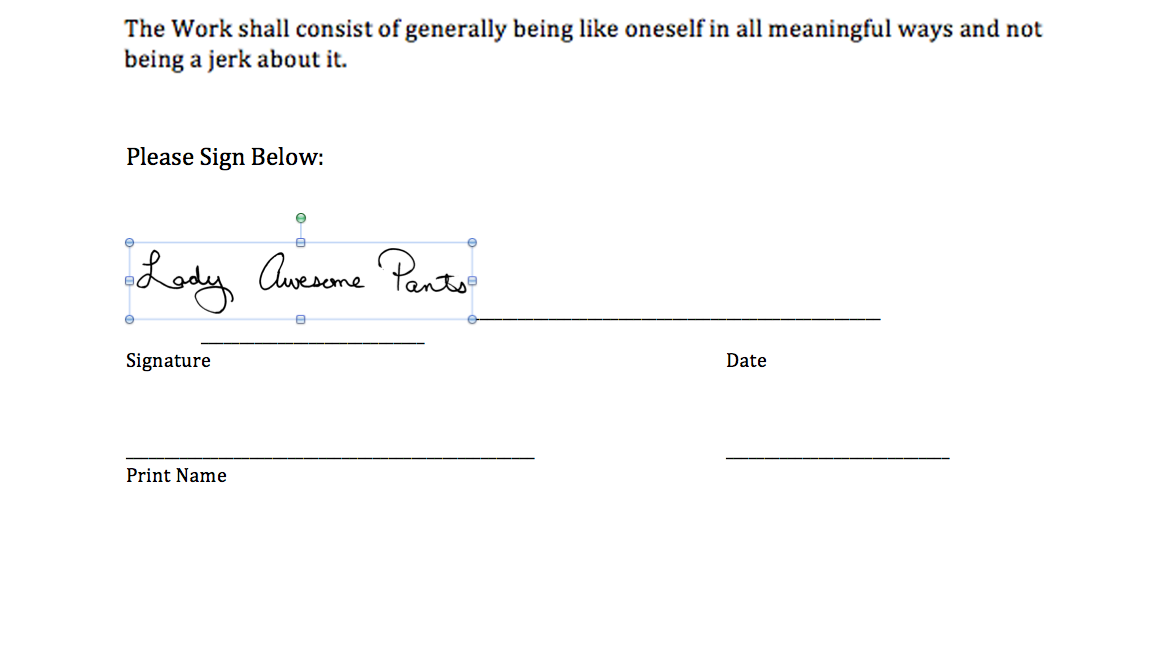 The Work shall consist of generally being like oneself in all meaningful ways and not
being a jerk about it.
Please Sign Below:
Lady Awesome Pants
Signature Date
Print Name